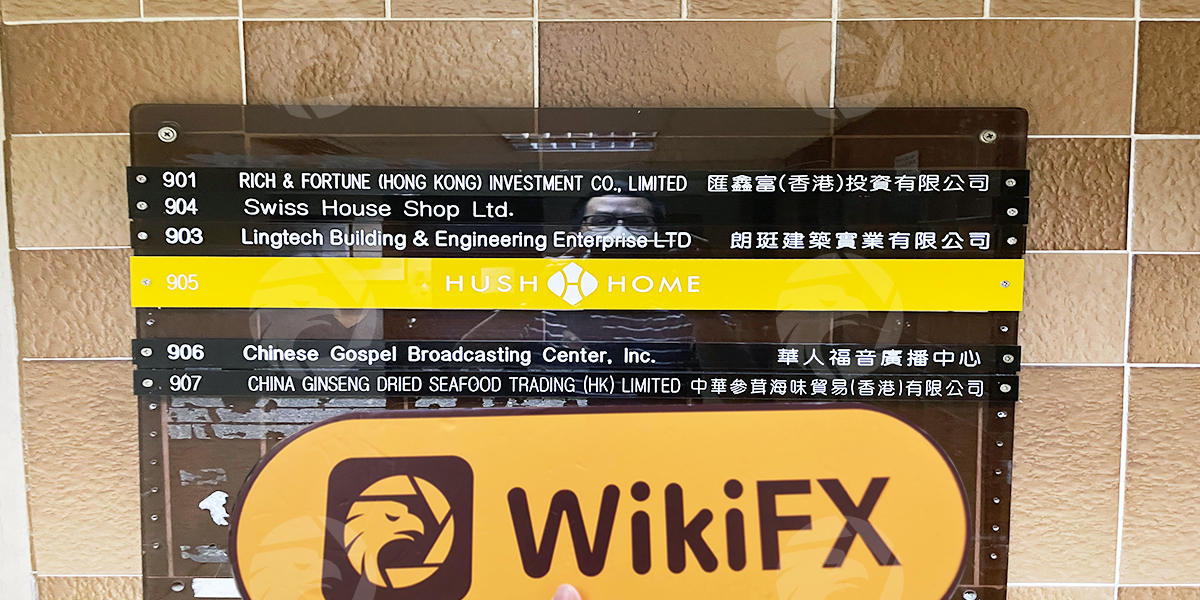 901 RICH & FORTUNE (HONG KONG) INVESTMENT CO., LIMITED 匯鑫富(香港)投資有限公司
904 Swiss House Shop Ltd.
903 Lingtech Building & Engineering Enterprise LTD 朗珽建築實業有限公司
905 HUSH HOME
906 Chinese Gospel Broadcasting Center, Inc. 華人福音廣播中心
907 CHINA GINSENG DRIED SEAFOOD TRADING (HK) LIMITED 中華參茸海味貿易(香港)有限公司
WikiFX